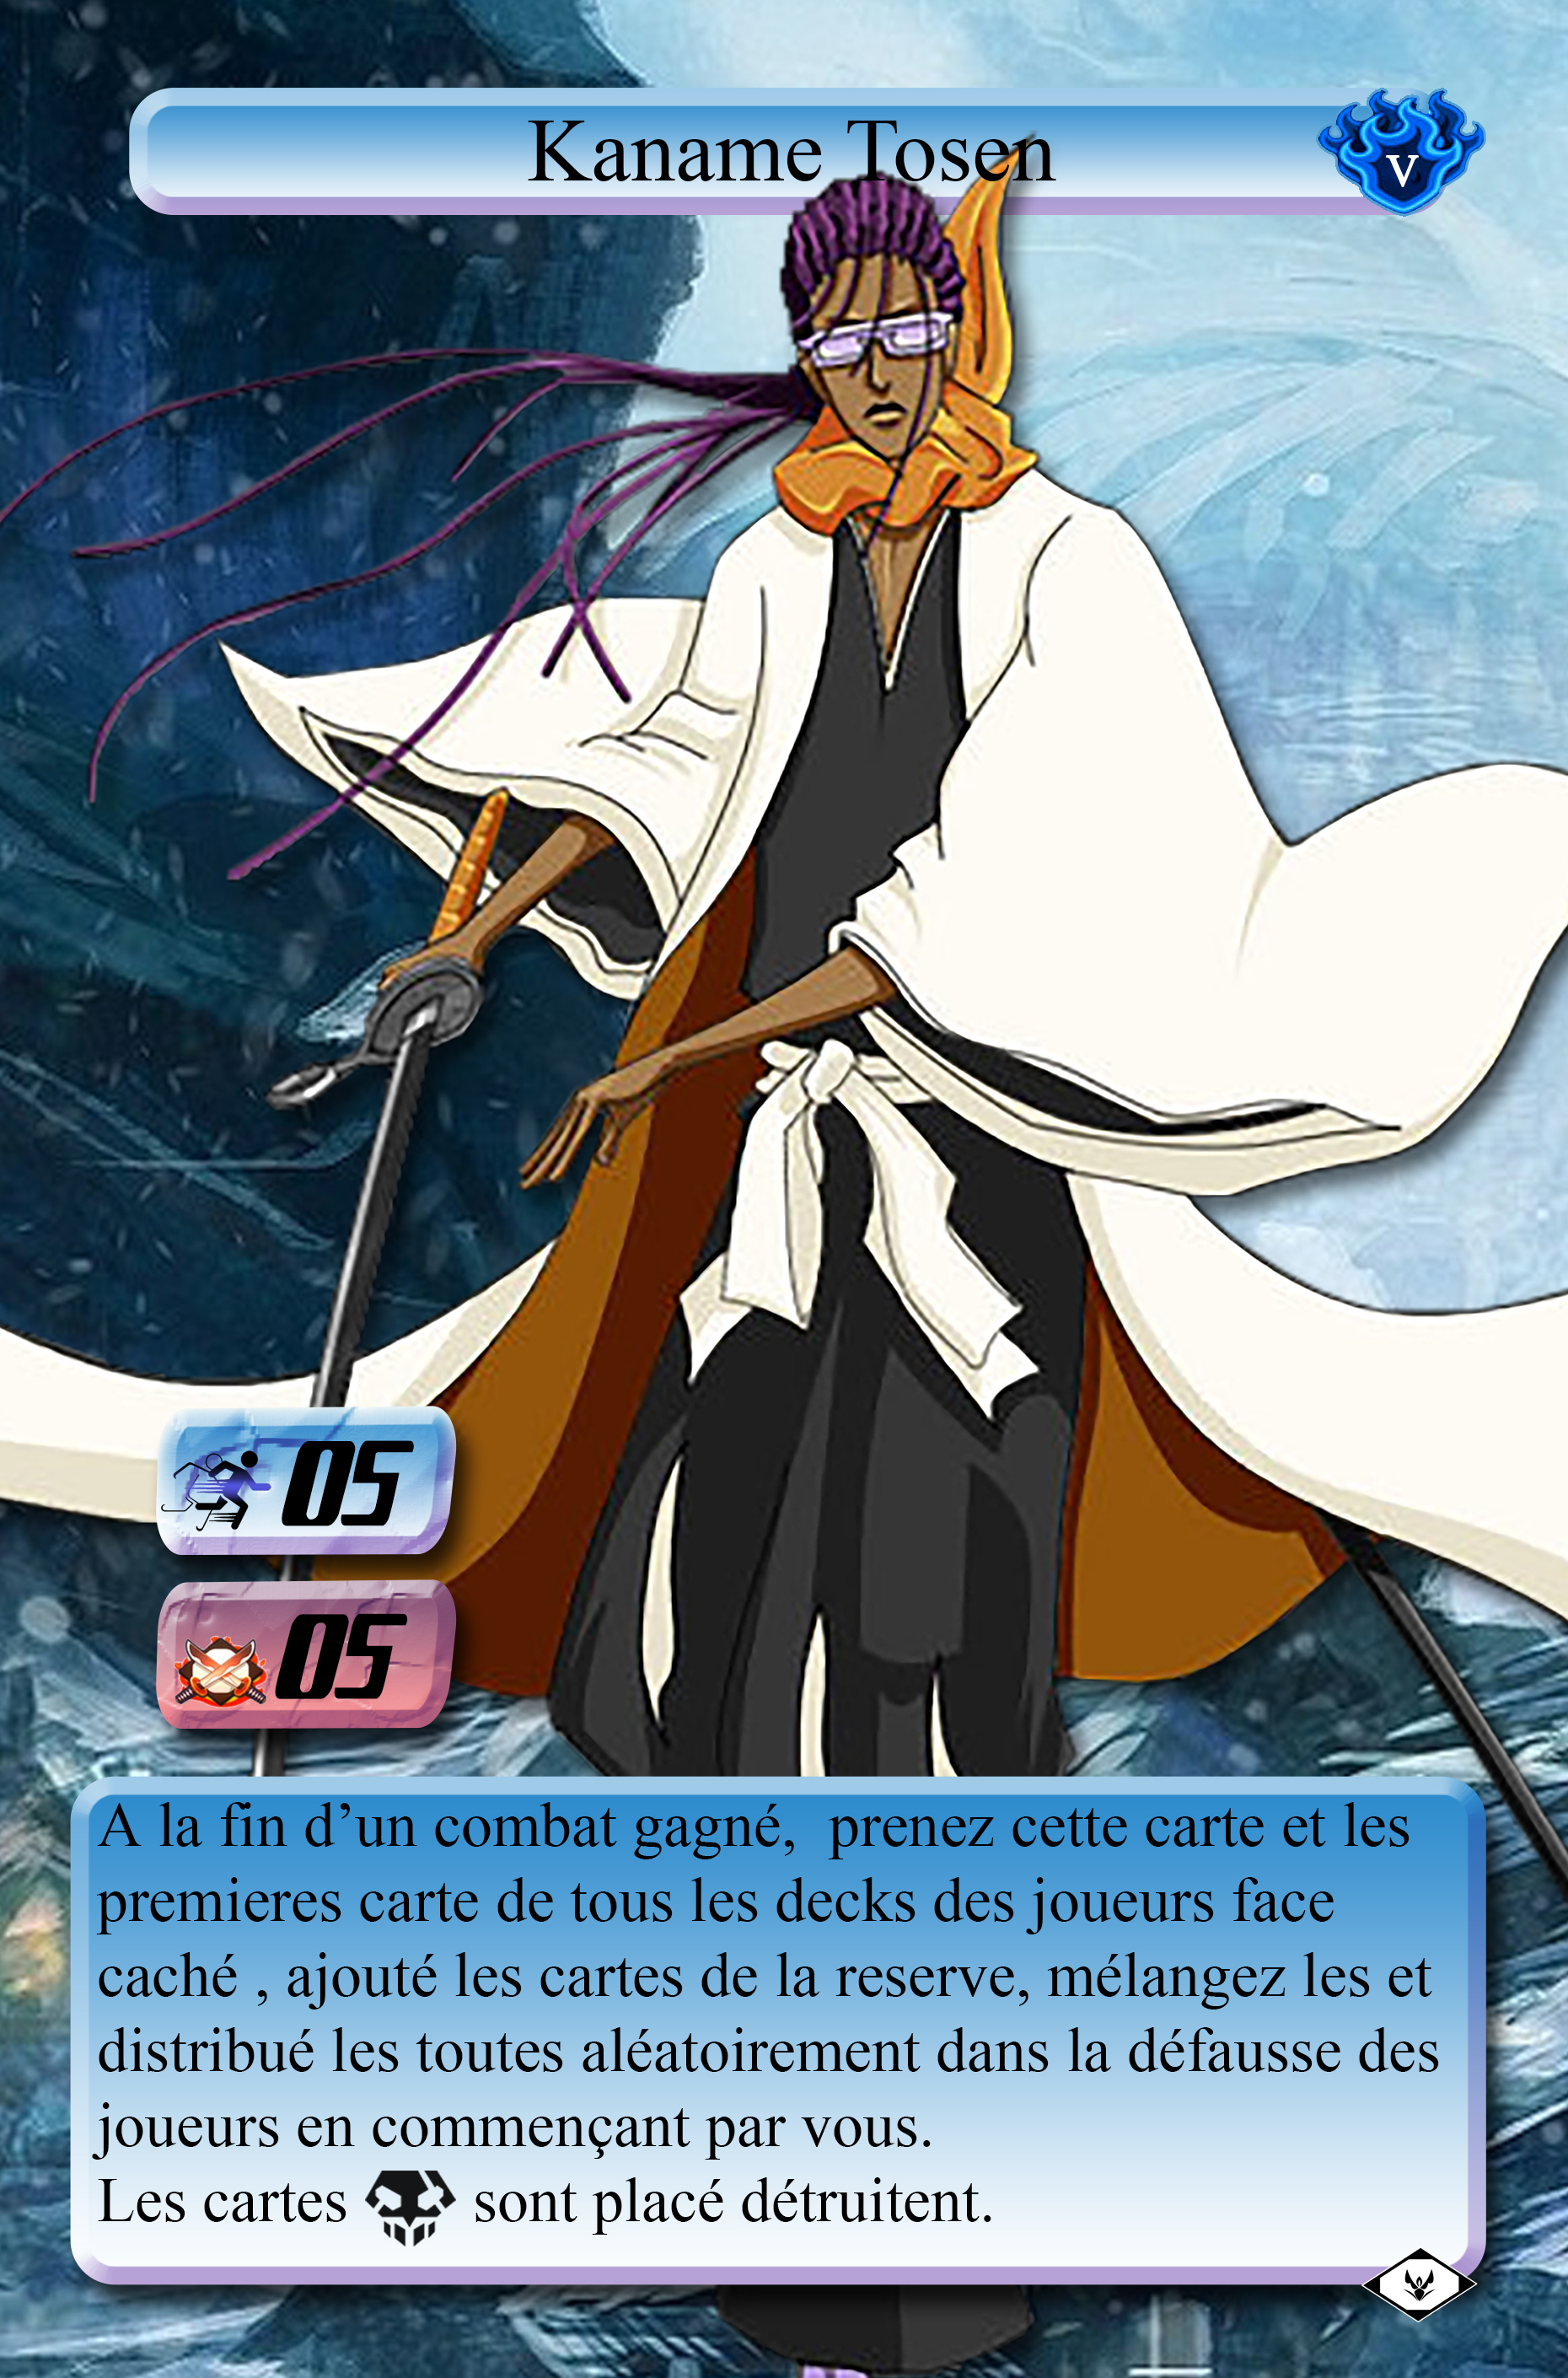 Kaname Tosen
V
05
05
A la fin d’un combat gagné,  prenez cette carte et les
premieres carte de tous les decks des joueurs face
caché , ajouté les cartes de la reserve, mélangez les et
distribué les toutes aléatoirement dans la défausse des
joueurs en commençant par vous.
Les cartes sont placé détruitent.